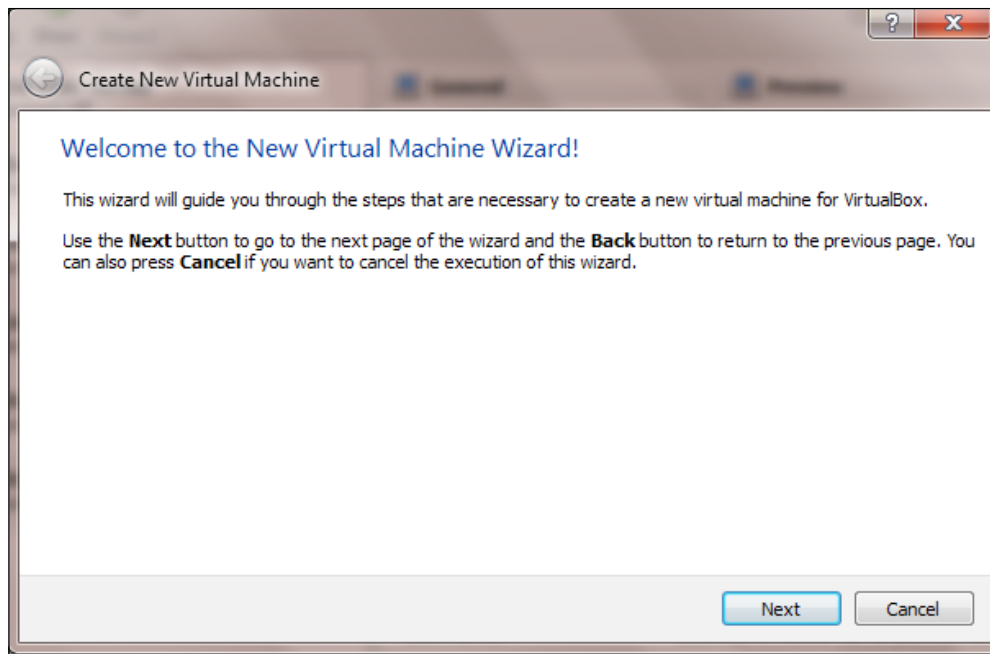 ?
X
Create New Virtual Machine
Welcome to the New Virtual Machine Wizard!
This wizard will guide you through the steps that are necessary to create a new virtual machine for VirtualBox.
Use the Next button to go to the next page of the wizard and the Back button to return to the previous page. You
can also press Cancel if you want to cancel the execution of this wizard.
Next
Cancel